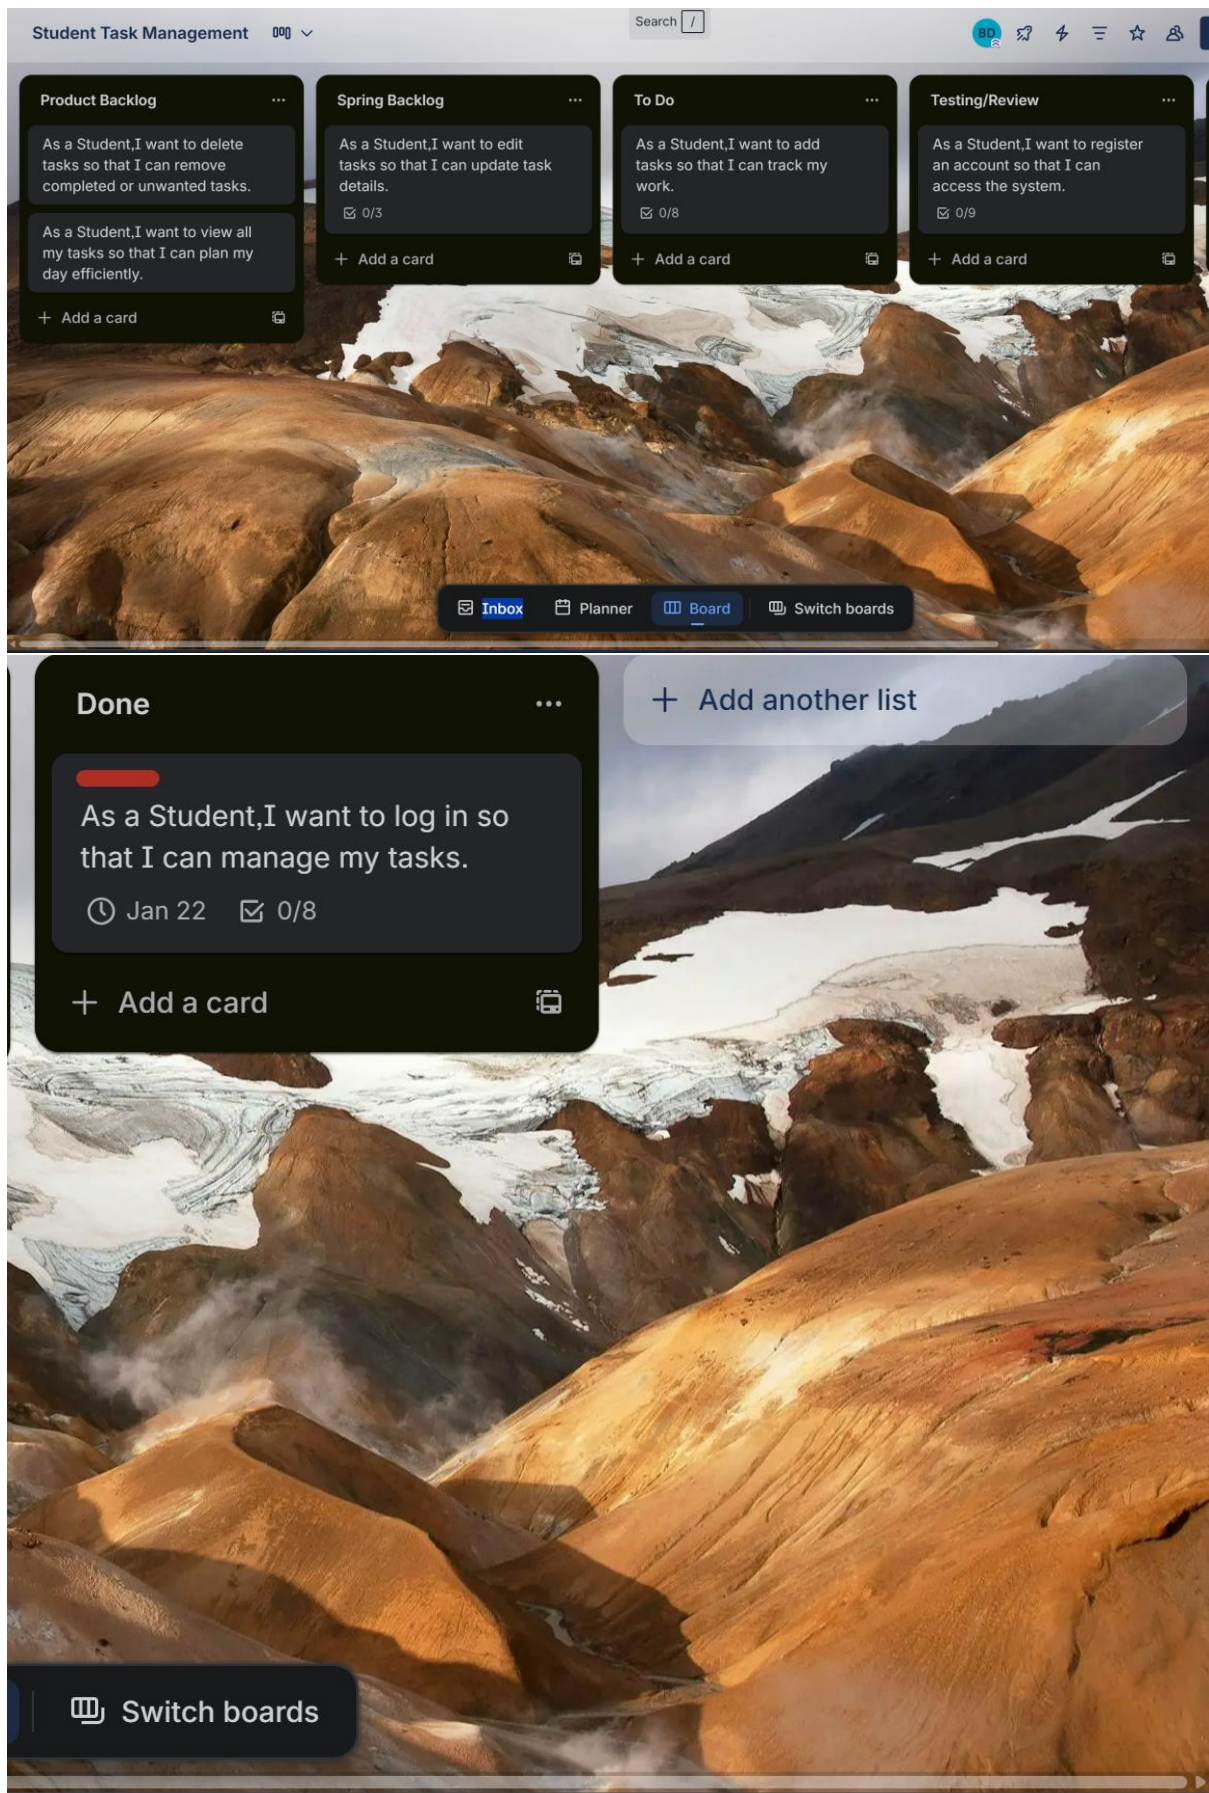 Student Task Management
Search /
BD
Product Backlog
As a Student,I want to delete
tasks so that I can remove
completed or unwanted tasks.
As a Student,I want to view all
my tasks so that I can plan my
day efficiently.
+ Add a card
Spring Backlog
As a Student,I want to edit
tasks so that I can update task
details.
0/3
+ Add a card
To Do
As a Student,I want to add
tasks so that I can track my
work.
0/8
+ Add a card
Testing/Review
As a Student,I want to register
an account so that I can
access the system.
0/9
+ Add a card
Inbox Planner Board Switch boards
Done
As a Student,I want to log in so
that I can manage my tasks.
Jan 22 0/8
+ Add a card
+ Add another list
Switch boards